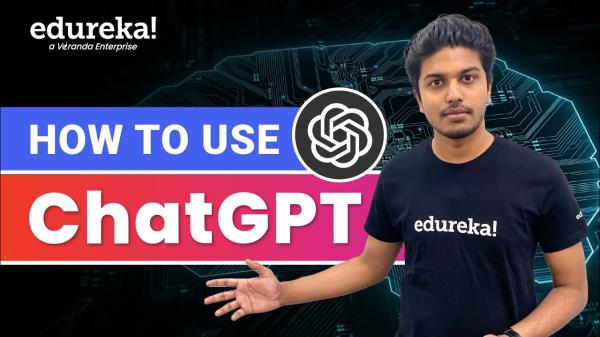 edureka!
a Veranda Enterprise
HOW TO USE
ChatGPT
edureka!